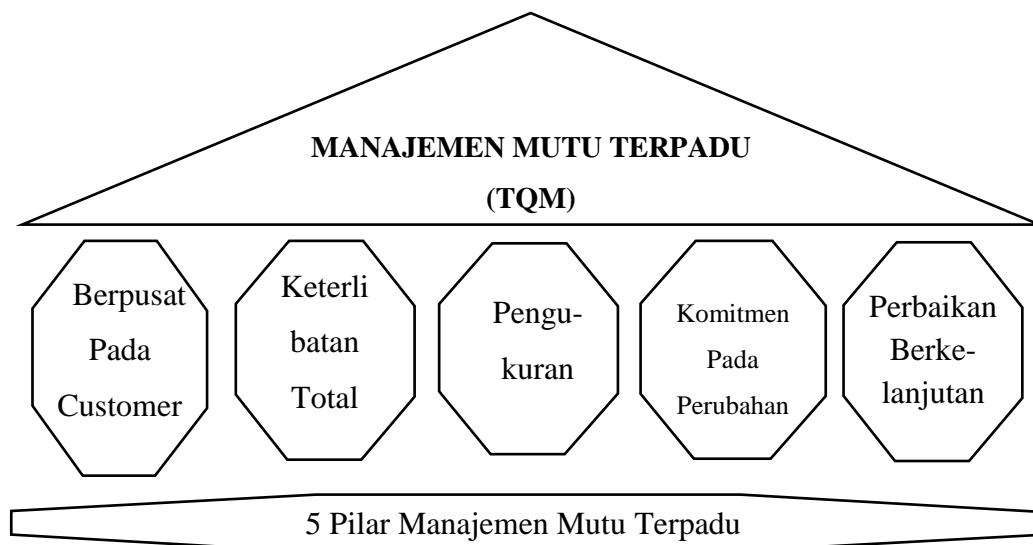 MANAJEMEN MUTU TERPADU
(TQM)
Berpusat
Pada
Customer
Keterli
batan
Total
Pengu-
kuran
Komitmen
Pada
Perubahan
Perbaikan
Berke-
lanjutan
5 Pilar Manajemen Mutu Terpadu